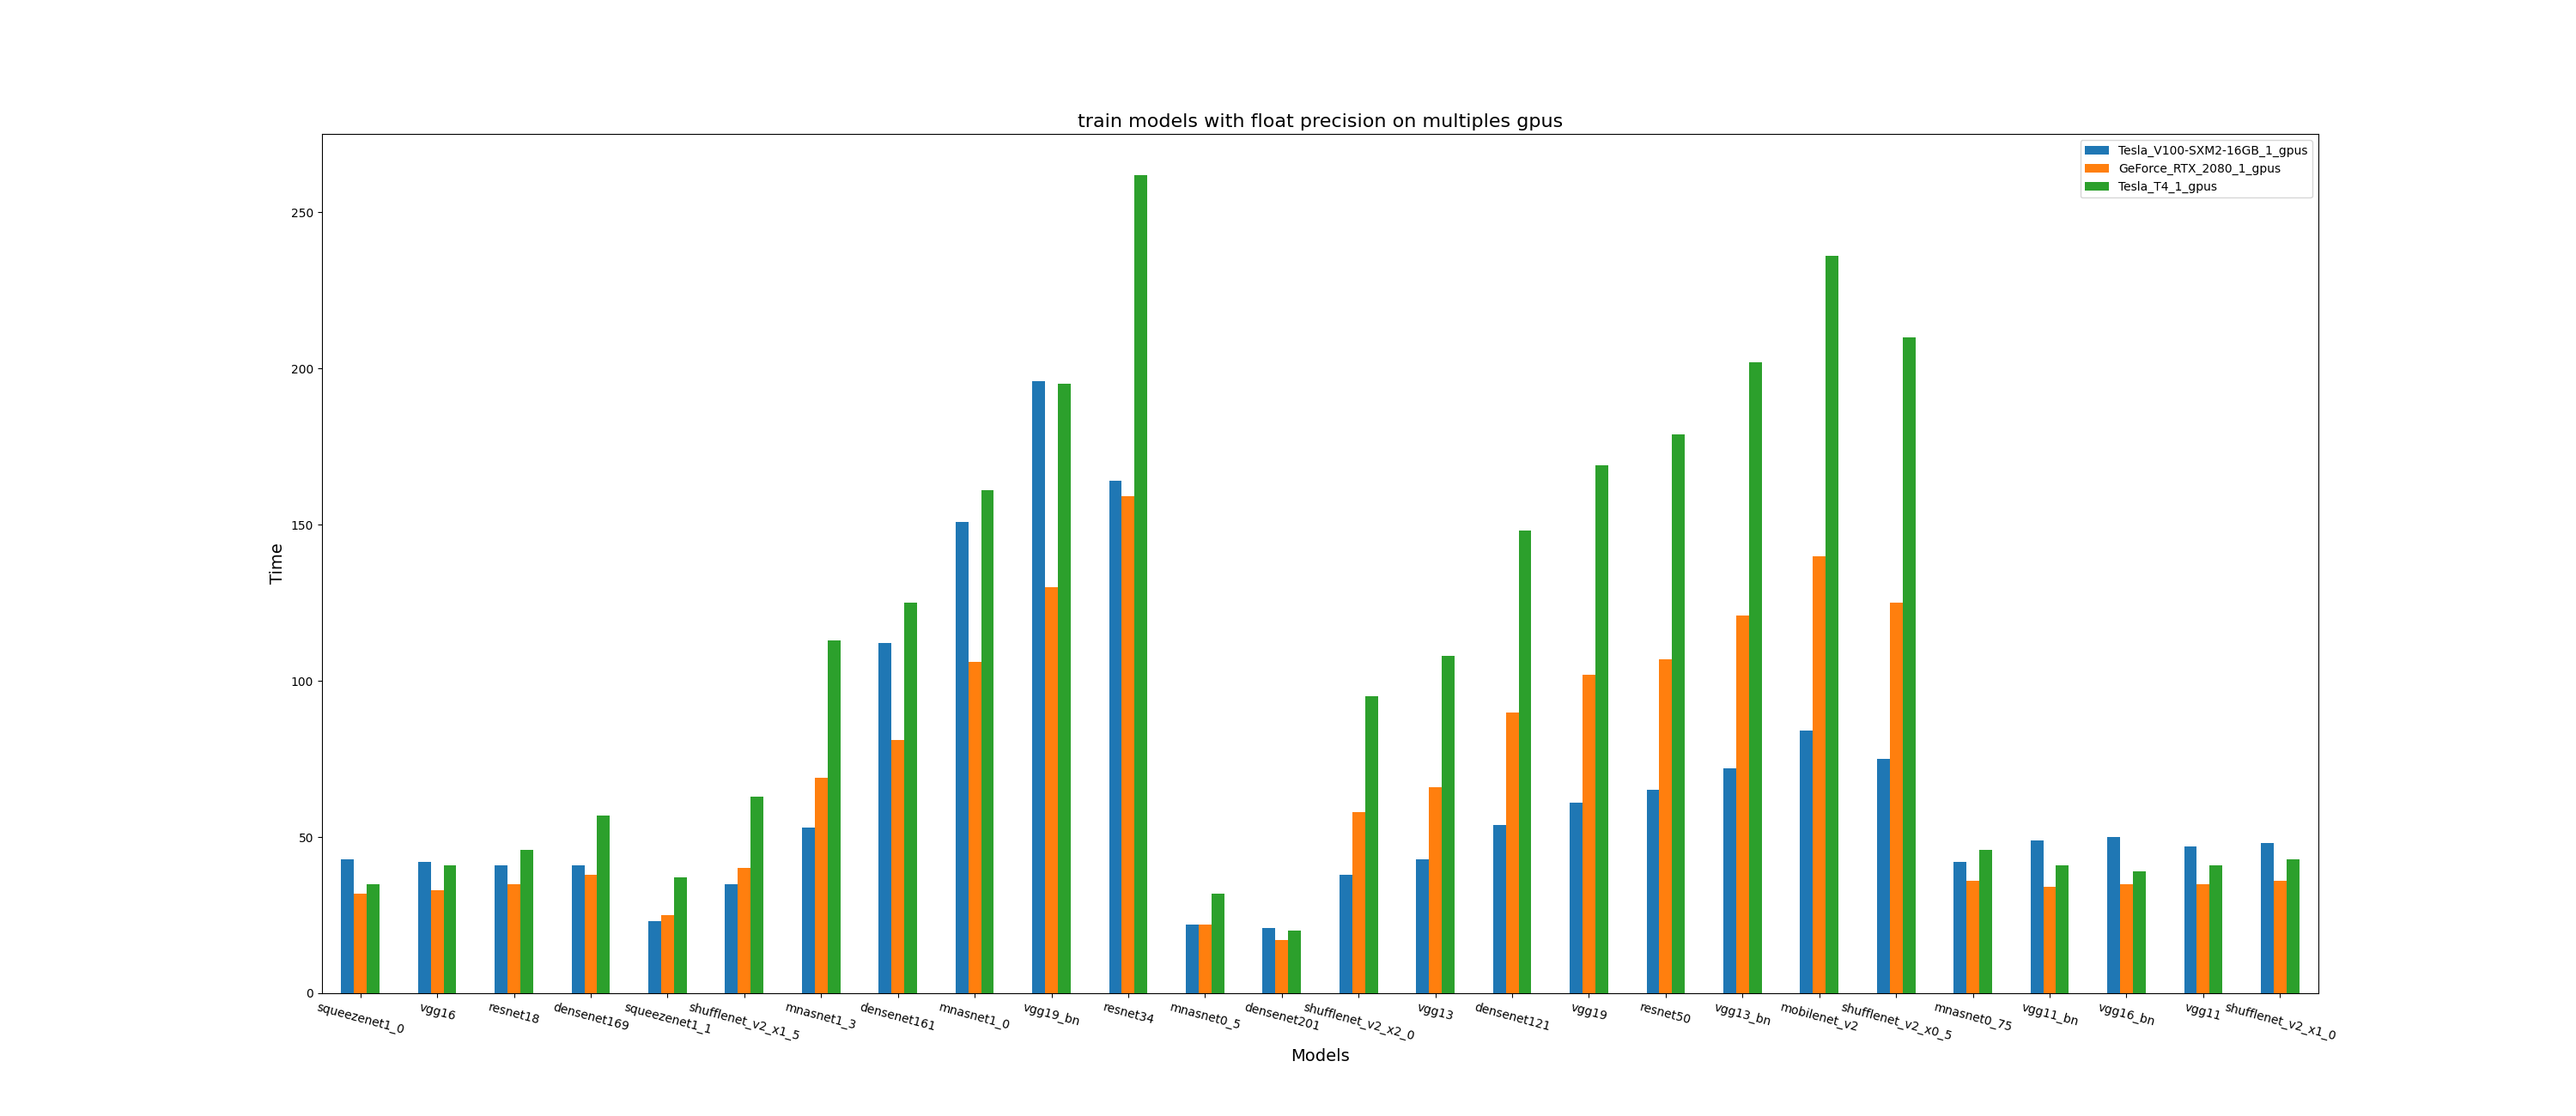 train models with float precision on multiples gpus
Tesla_V100-SXM2-16GB_1_gpus
GeForce_RTX_2080_1_gpus
Tesla_T4_1_gpus
Time
250
200
150
100
50
0
squeezenet1_0
vgg16
resnet18
densenet169
squeezenet1_1
shufflenet_v2_x1_5
mnasnet1_3
densenet161
mnasnet1_0
vgg19_bn
resnet34
mnasnet0_5
densenet201
shufflenet_v2_x2_0
vgg13
densenet121
vgg19
resnet50
vgg13_bn
mobilenet_v2
shufflenet_v2_x0_5
mnasnet0_75
vgg11_bn
vgg16_bn
vgg11
shufflenet_v2_x1_0
Models